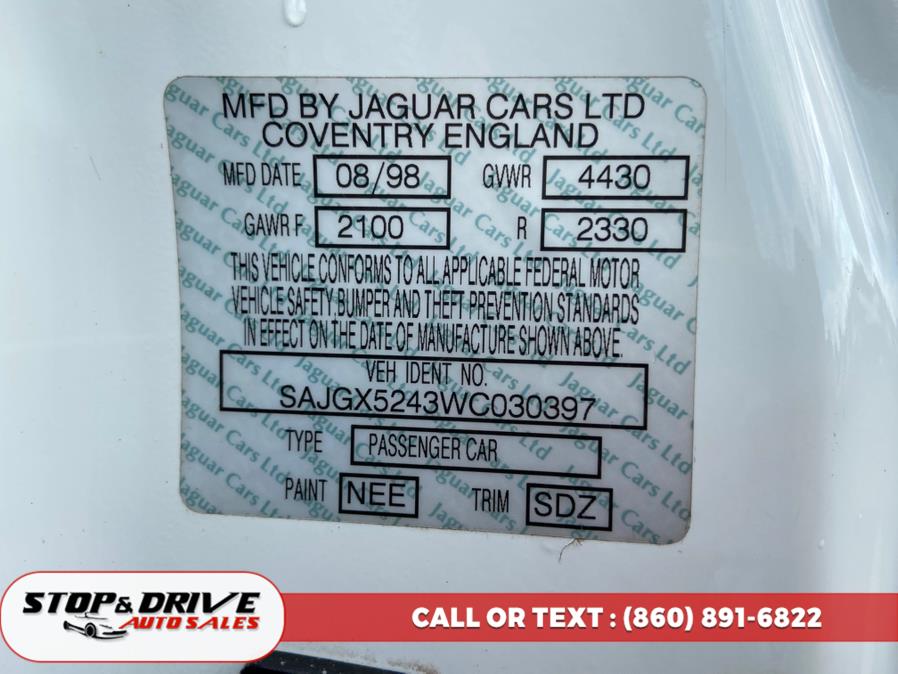 MFD BY JAGUAR CARS LTD
COVENTRY ENGLAND
MFD DATE 08/98 GVWR 4430
GAWR F 2100 R 2330
THIS VEHICLE CONFORMS TO ALL APPLICABLE FEDERAL MOTOR
VEHICLE SAFETY, BUMPER AND THEFT PREVENTION STANDARDS
IN EFFECT ON THE DATE OF MANUFACTURE SHOWN ABOVE.
VEH IDENT NO.
SAJGX5243WC030397
TYPE PASSENGER CAR
PAINT NEE TRIM SDZ
Jaguar Cars Ltd
STOP & DRIVE
AUTO SALES
CALL OR TEXT : (860) 891-6822